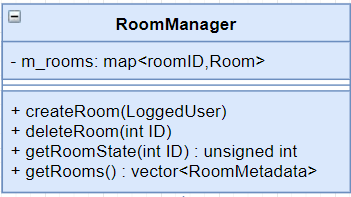 RoomManager
- m_rooms: map<roomID,Room>
+ createRoom(LoggedUser)
+ deleteRoom(int ID)
+ getRoomState(int ID) : unsigned int
+ getRooms() : vector<RoomMetadata>